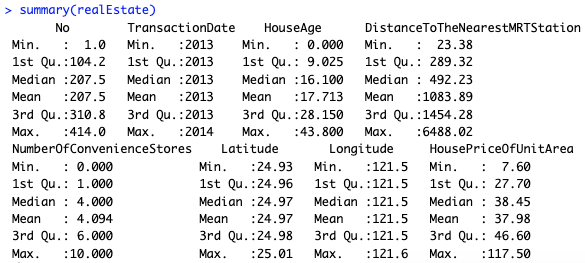 > summary(realEstate)
No TransactionDate HouseAge DistanceToTheNearestMRTStation
Min. : 1.0 Min. :2013 Min. : 0.000 Min. : 23.38
1st Qu.:104.2 1st Qu.:2013 1st Qu.: 9.025 1st Qu.: 289.32
Median :207.5 Median :2013 Median :16.100 Median : 492.23
Mean :207.5 Mean :2013 Mean :17.713 Mean :1083.89
3rd Qu.:310.8 3rd Qu.:2013 3rd Qu.:28.150 3rd Qu.:1454.28
Max. :414.0 Max. :2014 Max. :43.800 Max. :6488.02
NumberOfConvenienceStores Latitude Longitude HousePriceOfUnitArea
Min. : 0.000 Min. :24.93 Min. :121.5 Min. : 7.60
1st Qu.: 1.000 1st Qu.:24.96 1st Qu.:121.5 1st Qu.: 27.70
Median : 4.000 Median :24.97 Median :121.5 Median : 38.45
Mean : 4.094 Mean :24.97 Mean :121.5 Mean : 37.98
3rd Qu.: 6.000 3rd Qu.:24.98 3rd Qu.:121.5 3rd Qu.: 46.60
Max. :10.000 Max. :25.01 Max. :121.6 Max. :117.50